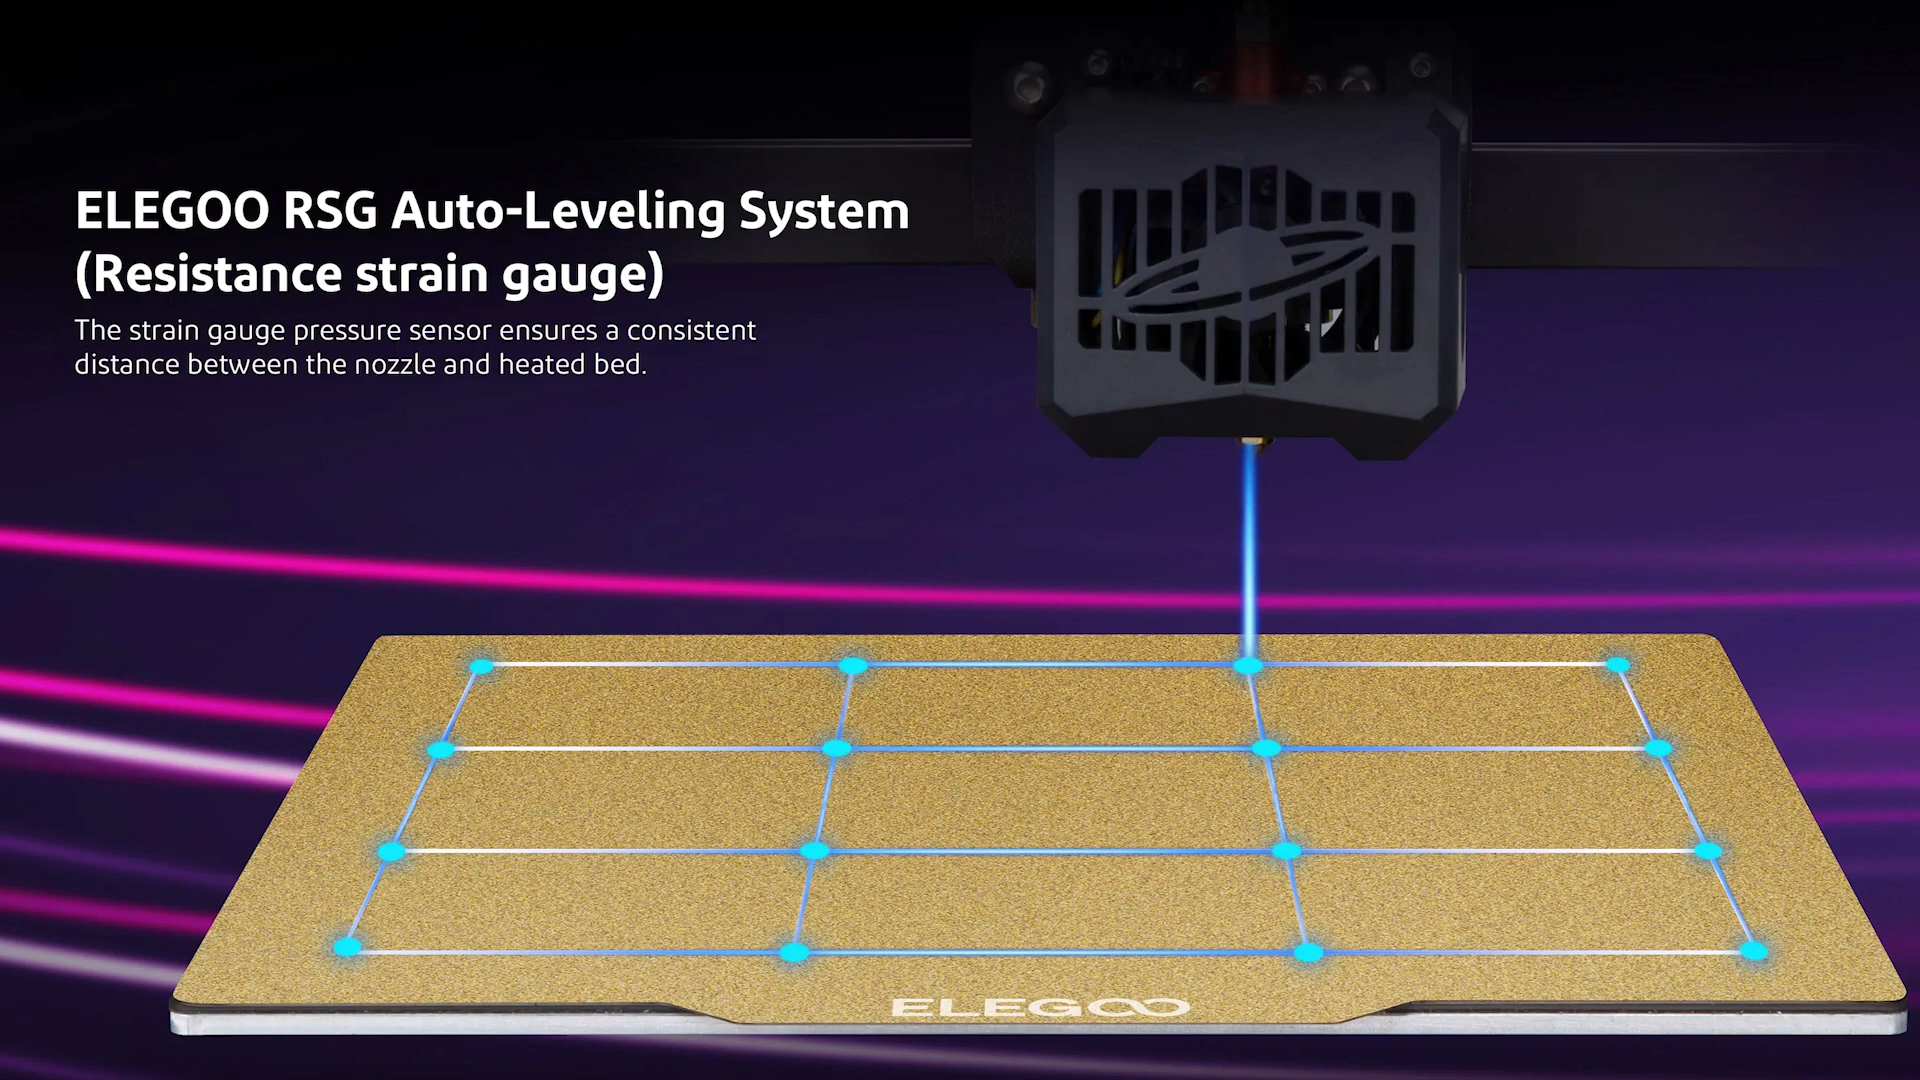 ELEGOO RSG Auto-Leveling System
(Resistance strain gauge)
The strain gauge pressure sensor ensures a consistent
distance between the nozzle and heated bed.
ELEGOO